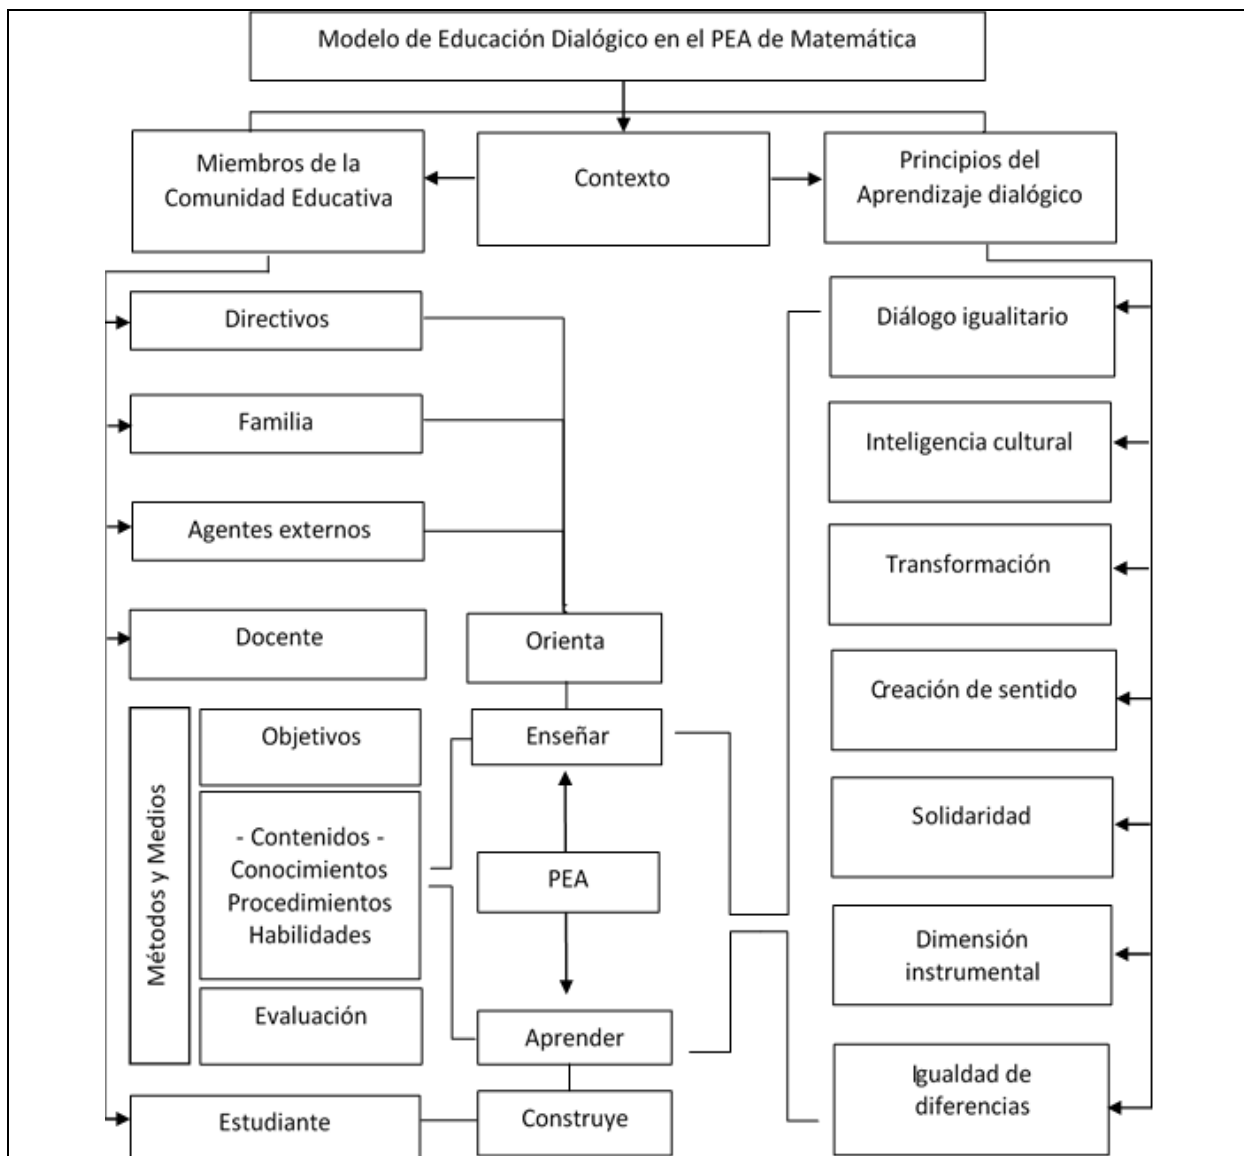 Modelo de Educación Dialógico en el PEA de Matemática
Miembros de la
Comunidad Educativa
Contexto
Principios del
Aprendizaje dialógico
Directivos
Familia
Agentes externos
Docente
Métodos y Medios
Objetivos
- Contenidos -
Conocimientos
Procedimientos
Habilidades
Evaluación
Estudiante
Orienta
Enseñar
PEA
Aprender
Construye
Diálogo igualitario
Inteligencia cultural
Transformación
Creación de sentido
Solidaridad
Dimensión
instrumental
Igualdad de
diferencias